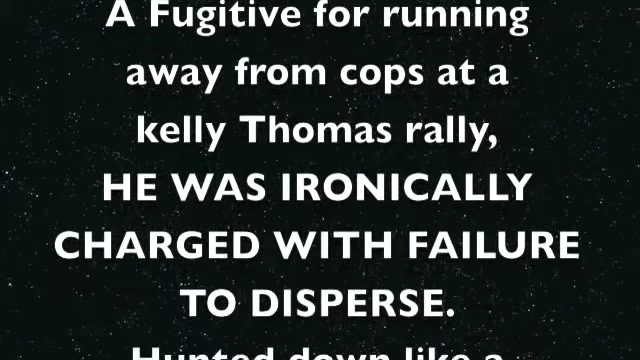 A Fugitive for running
away from cops at a
kelly Thomas rally,
HE WAS IRONICALLY
CHARGED WITH FAILURE
TO DISPERSE.
Hunted down like a